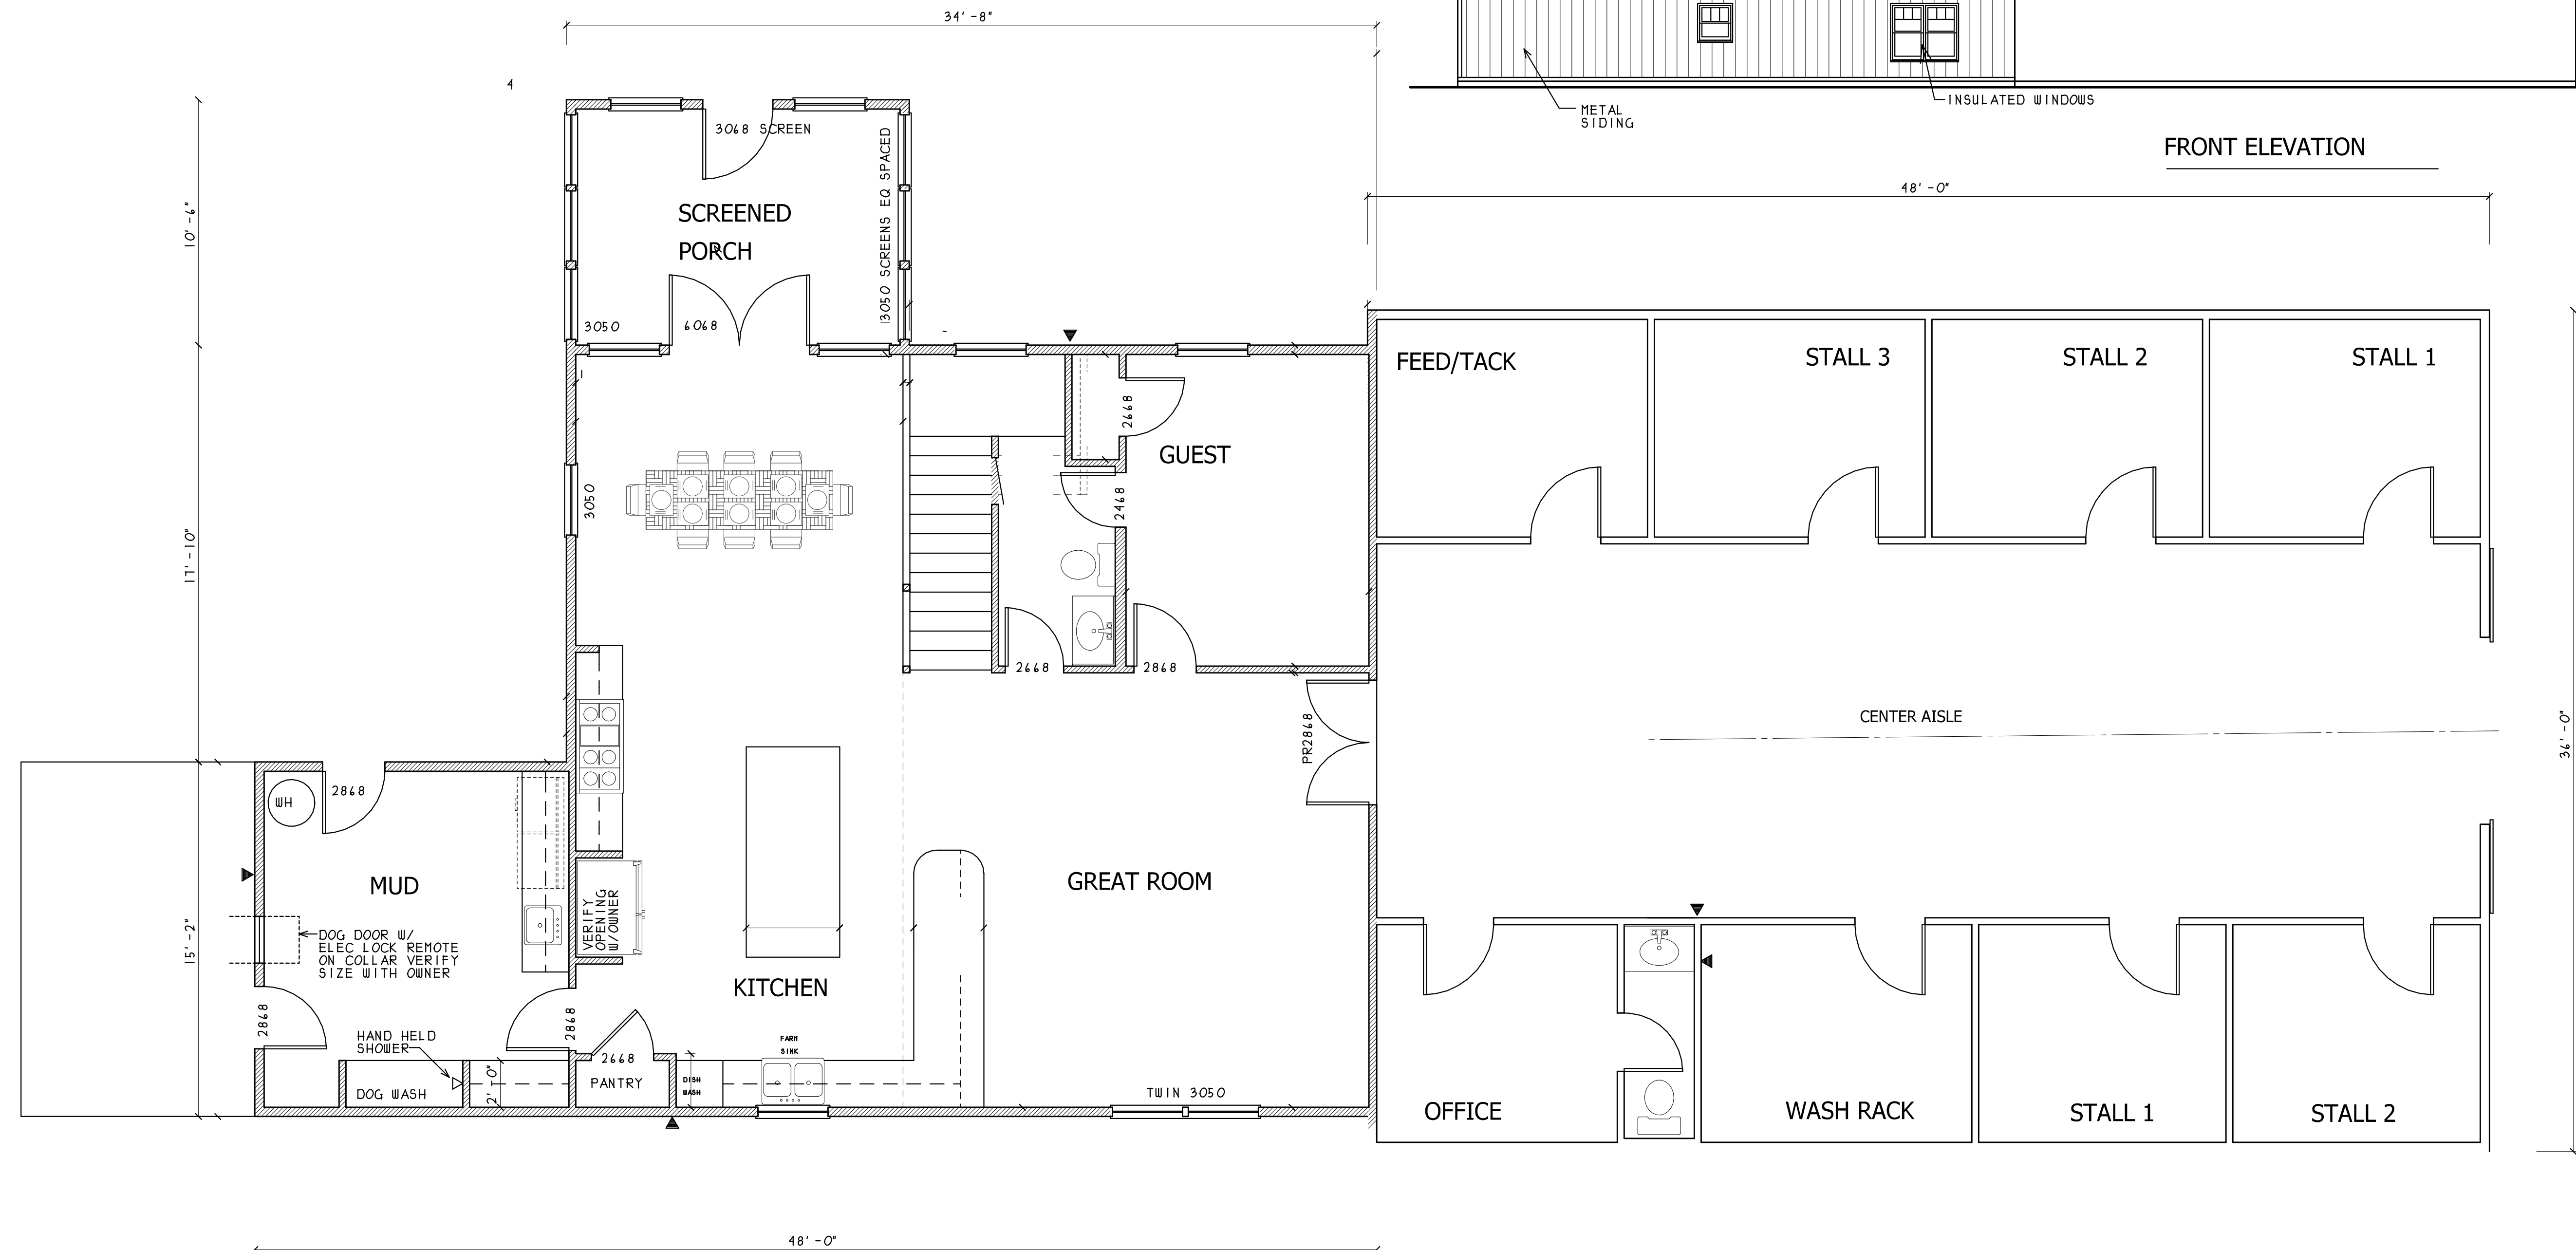 34'-8"
4
METAL
SIDING
INSULATED WINDOWS
FRONT ELEVATION
48'-0"
3068 SCREEN
3050 SCREENS EQ SPACED
SCREENED
PORCH
10'-6"
3050
6068
FEED/TACK
STALL 3
STALL 2
STALL 1
2668
GUEST
3050
2468
17'-10"
2668
2868
PR2868
CENTER AISLE
36'-0"
WH
2868
MUD
GREAT ROOM
VERIFY
OPENING
W/OWNER
DOG DOOR W/
ELEC LOCK REMOTE
ON COLLAR VERIFY
SIZE WITH OWNER
15'-2"
KITCHEN
2868
2868
HAND HELD
SHOWER
FARM
SINK
2668
PANTRY
DISH
WASH
DOG WASH
2'-0"
TWIN 3050
OFFICE
WASH RACK
STALL 1
STALL 2
48'-0"